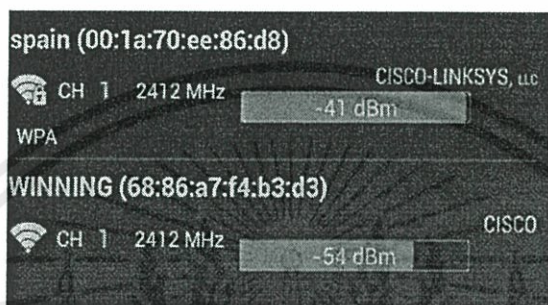 spain (00:1a:70:ee:86:d8)
CISCO-LINKSYS, LLC
CH 1 2412 MHz
-41 dBm
WPA
WINNING (68:86:a7:f4:b3:d3)
CISCO
CH 1 2412 MHz
-54 dBm